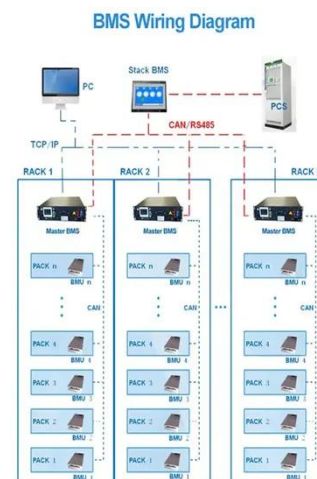 BMS Wiring Diagram
Stack BMS
PC
PCS
CAN/RS485
TCP/IP
RACK 1
RACK 2
RACK
Master BMS
Master BMS
Master BMS
PACK n
BMU n
PACK n
BMU n
PACK n
BMU n
CAN
CAN
CAN
PACK 4
BMU 4
PACK 4
BMU 4
PACK 4
BMU 4
PACK 3
BMU 3
PACK 3
BMU 3
PACK 3
BMU 3
PACK 2
BMU 2
PACK 2
BMU 2
PACK 2
BMU 2
PACK 1
BMU 1
PACK 1
BMU 1
PACK 1
BMU 1